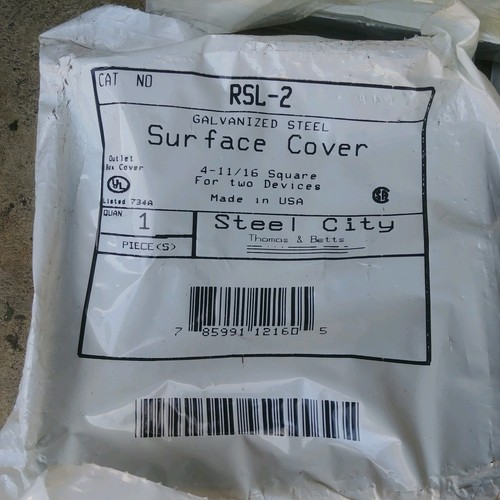 CAT NO
RSL-2
GALVANIZED STEEL
Surface Cover
Outlet
Box Cover
4-11/16 Square
For two Devices
UL
Listed 734A
Made in USA
QUAN
1
PIECE(S)
Steel City
Thomas & Betts
7 85991 12160 5